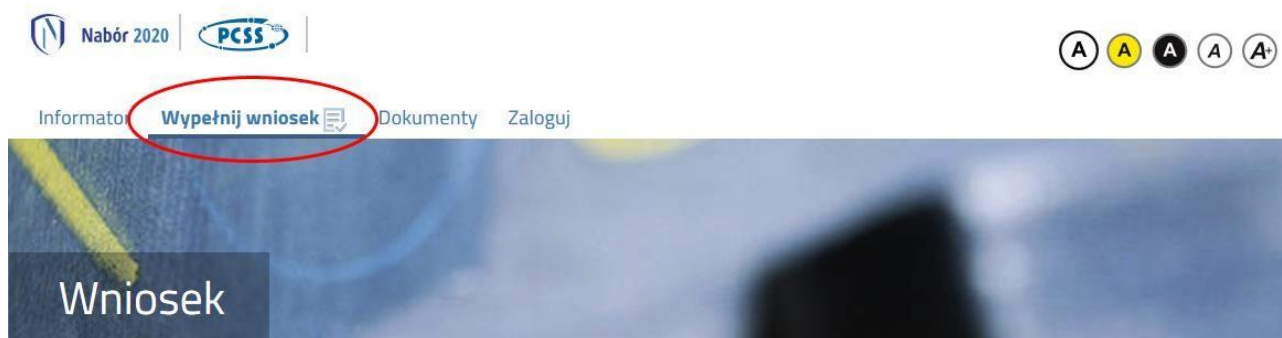 Nabór 2020 PCSS
A A A A A+
Informator Wypełnij wniosek Dokumenty Zaloguj
Wniosek